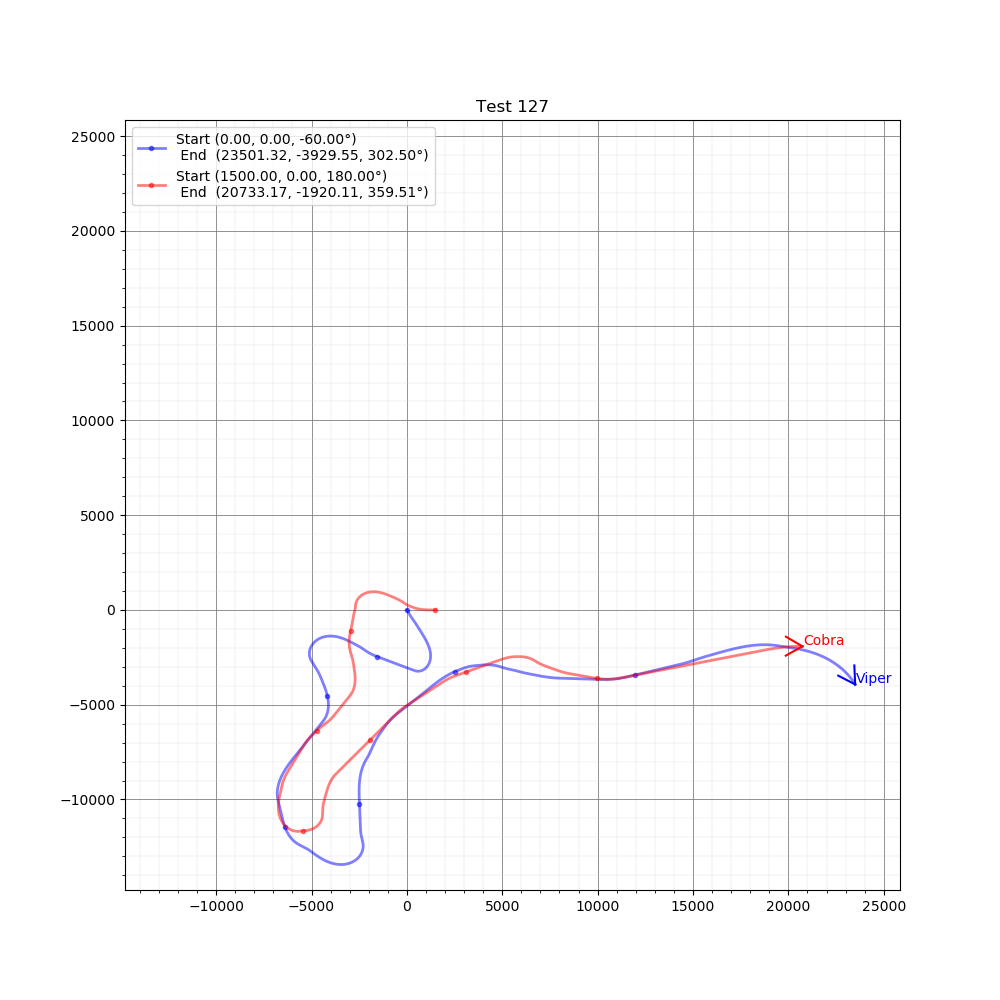 Test 127
Start (0.00, 0.00, -60.00°)
End  (23501.32, -3929.55, 302.50°)
Start (1500.00, 0.00, 180.00°)
End  (20733.17, -1920.11, 359.51°)
25000
20000
15000
10000
5000
0
−5000
−10000
Cobra
Viper
−10000 −5000 0 5000 10000 15000 20000 25000